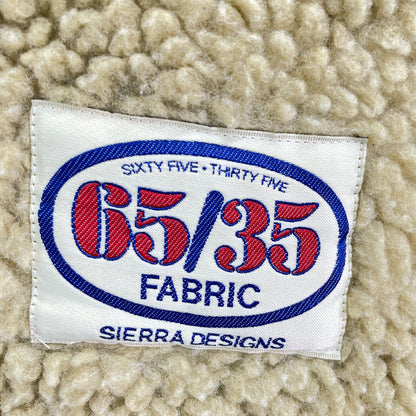 SIXTY FIVE • THIRTY FIVE
65/35
FABRIC
SIERRA DESIGNS